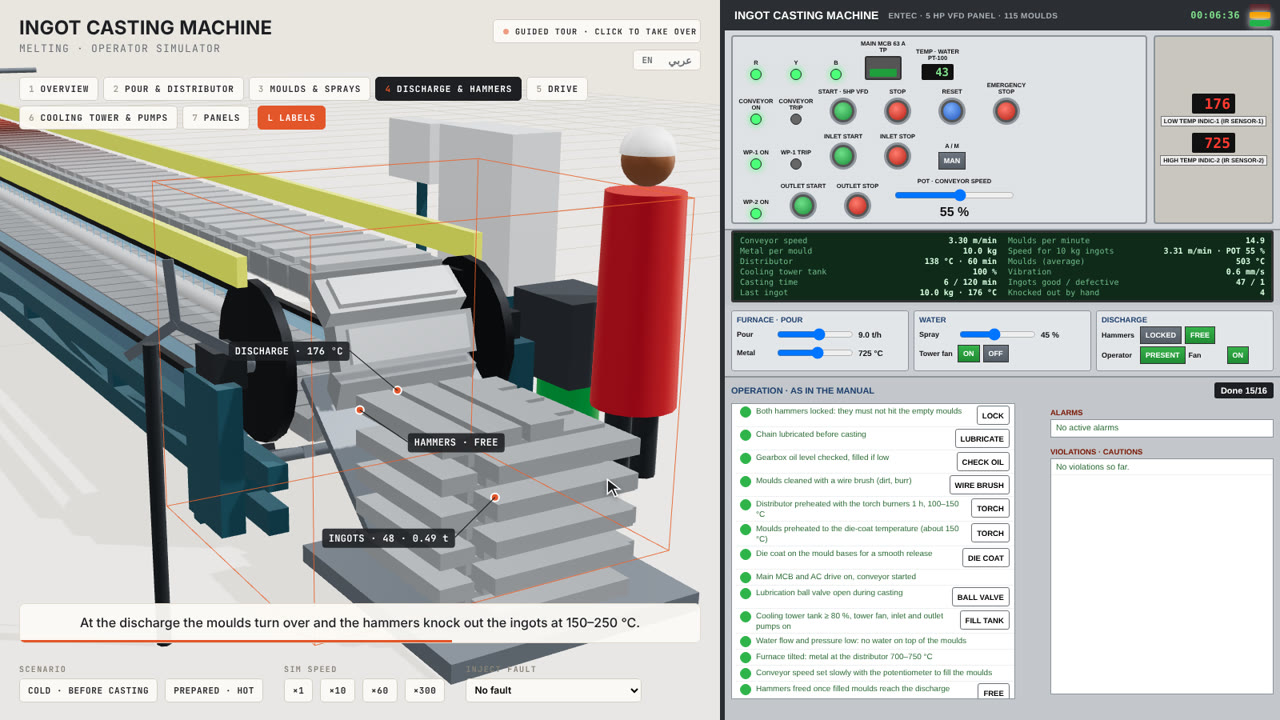 INGOT CASTING MACHINE
MELTING · OPERATOR SIMULATOR
GUIDED TOUR · CLICK TO TAKE OVER
EN عربي
1 OVERVIEW
2 POUR & DISTRIBUTOR
3 MOULDS & SPRAYS
4 DISCHARGE & HAMMERS
5 DRIVE
6 COOLING TOWER & PUMPS
7 PANELS
L LABELS
DISCHARGE · 176 °C
HAMMERS · FREE
INGOTS · 48 · 0.49 t
At the discharge the moulds turn over and the hammers knock out the ingots at 150–250 °C.
SCENARIO
COLD · BEFORE CASTING
PREPARED · HOT
SIM SPEED
×1
×10
×60
×300
INJECT FAULT
No fault
INGOT CASTING MACHINE
ENTEC · 5 HP VFD PANEL · 115 MOULDS
00:06:36
R
Y
B
MAIN MCB 63 A
TP
TEMP · WATER
PT-100
43
CONVEYOR
ON
CONVEYOR
TRIP
START · 5HP VFD
STOP
RESET
EMERGENCY
STOP
WP-1 ON
WP-1 TRIP
INLET START
INLET STOP
A / M
MAN
WP-2 ON
OUTLET START
OUTLET STOP
POT · CONVEYOR SPEED
55 %
176
LOW TEMP INDIC-1 (IR SENSOR-1)
725
HIGH TEMP INDIC-2 (IR SENSOR-2)
Conveyor speed 3.30 m/min
Moulds per minute 14.9
Metal per mould 10.0 kg
Speed for 10 kg ingots 3.31 m/min · POT 55 %
Distributor 138 °C · 60 min
Moulds (average) 503 °C
Cooling tower tank 100 %
Vibration 0.6 mm/s
Casting time 6 / 120 min
Ingots good / defective 47 / 1
Last ingot 10.0 kg · 176 °C
Knocked out by hand 4
FURNACE · POUR
Pour 9.0 t/h
Metal 725 °C
WATER
Spray 45 %
Tower fan ON OFF
DISCHARGE
Hammers LOCKED FREE
Operator PRESENT Fan ON
OPERATION · AS IN THE MANUAL
Done 15/16
Both hammers locked: they must not hit the empty moulds
LOCK
Chain lubricated before casting
LUBRICATE
Gearbox oil level checked, filled if low
CHECK OIL
Moulds cleaned with a wire brush (dirt, burr)
WIRE BRUSH
Distributor preheated with the torch burners 1 h, 100–150
°C
TORCH
Moulds preheated to the die-coat temperature (about 150
°C)
TORCH
Die coat on the mould bases for a smooth release
DIE COAT
Main MCB and AC drive on, conveyor started
Lubrication ball valve open during casting
BALL VALVE
Cooling tower tank ≥ 80 %, tower fan, inlet and outlet
pumps on
FILL TANK
Water flow and pressure low: no water on top of the moulds
Furnace tilted: metal at the distributor 700–750 °C
Conveyor speed set slowly with the potentiometer to fill the moulds
Hammers freed once filled moulds reach the discharge
FREE
ALARMS
No active alarms
VIOLATIONS · CAUTIONS
No violations so far.